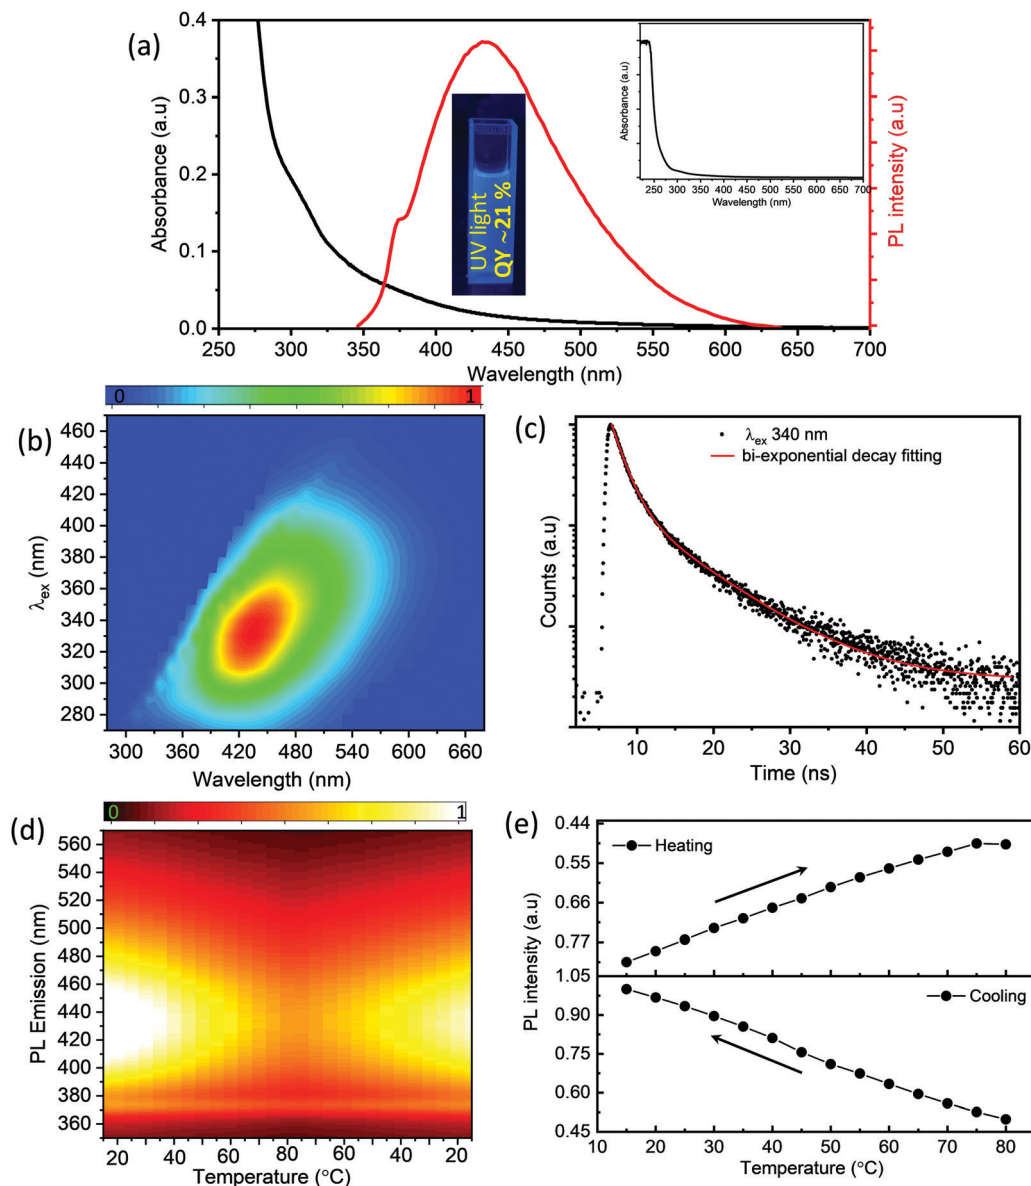 (a)
0.4
0.3
0.2
0.1
0.0
Absorbance (a.u)
250 300 350 400 450 500 550 600 650 700
Wavelength (nm)
PL intensity (a.u)
UV light
QY ~21 %
Absorbance (a.u)
250 300 350 400 450 500 550 600 650 700
Wavelength (nm)
(b)
0 1
460
440
420
400
380
360
340
320
300
280
λex (nm)
300 360 420 480 540 600 660
Wavelength (nm)
(c)
λex 340 nm
bi-exponential decay fitting
Counts (a.u)
10 20 30 40 50 60
Time (ns)
(d)
0 1
560
540
520
500
480
460
440
420
400
380
360
PL Emission (nm)
20 40 60 80 60 40 20
Temperature (°C)
(e)
0.44
0.55
0.66
0.77
1.05
0.90
0.75
0.60
0.45
PL intensity (a.u)
Heating
Cooling
10 20 30 40 50 60 70 80
Temperature (°C)